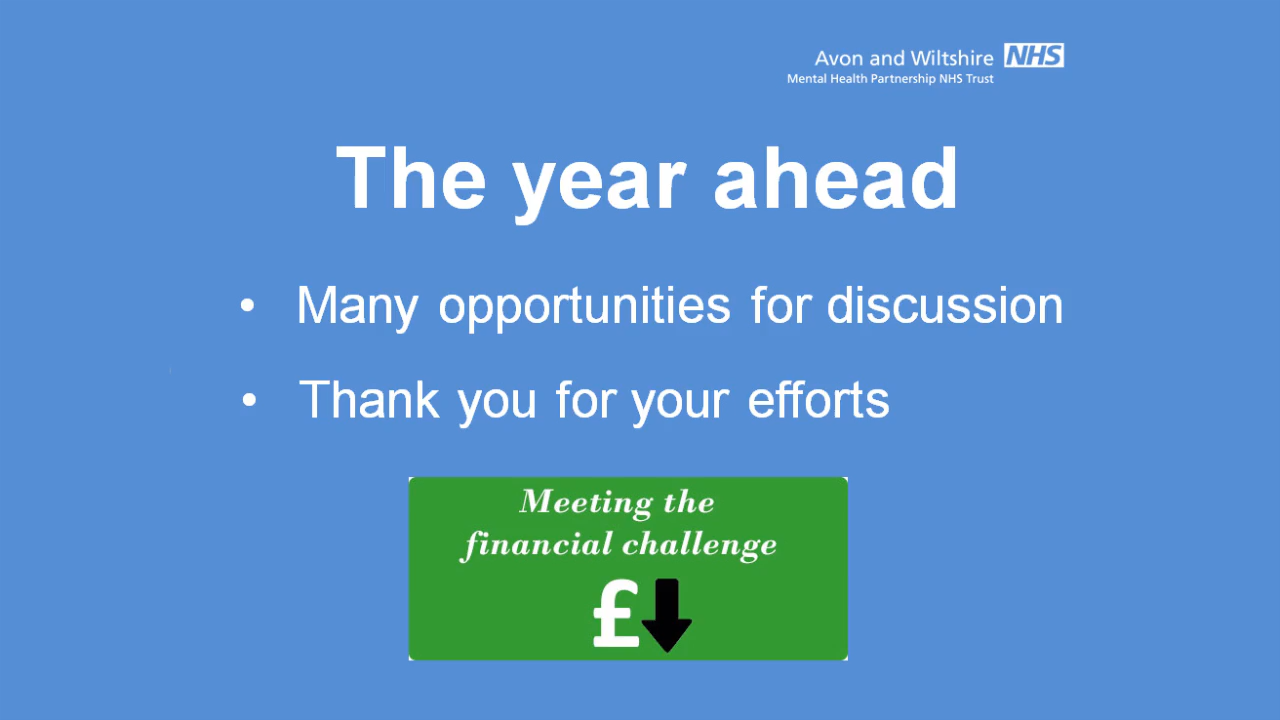 Avon and Wiltshire NHS
Mental Health Partnership NHS Trust
The year ahead
• Many opportunities for discussion
• Thank you for your efforts
Meeting the
financial challenge
£